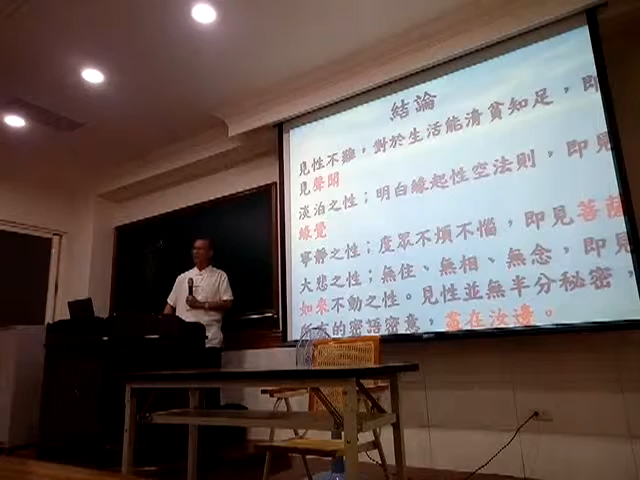 結論
見性不難，對於生活能清貧知足，即
見聲聞
淡泊之性；明白緣起性空法則，即見
緣覺
寧靜之性；度眾不煩不惱，即見菩薩
大悲之性；無住、無相、無念，即見
如來不動之性。見性並無半分秘密，
所有的密語密意，盡在汝邊。